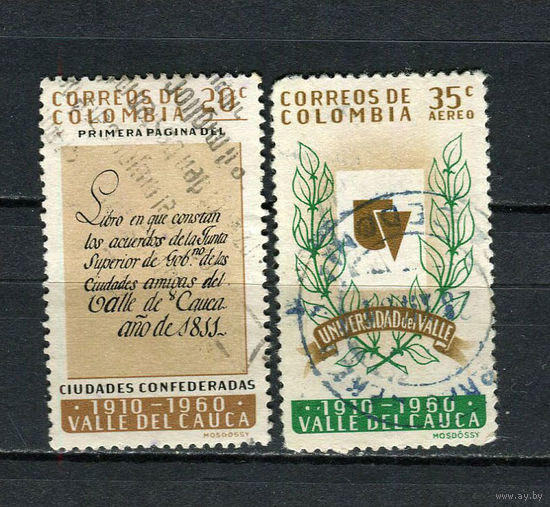 CORREOS DE 20c
COLOMBIA
PRIMERA PAGINA DEL
Libro en que constan
los acuerdos de la Junta
Superior de Gob.no de las
Ciudades amigas del
Valle de Cauca
año de 1811
CIUDADES CONFEDERADAS
1910-1960
VALLE DEL CAUCA
MOSDÓSSY
CORREOS DE 35c
COLOMBIA AEREO
UNIVERSIDAD del VALLE
1910-1960
VALLE DEL CAUCA
MOSDÓSSY
www.ay.by